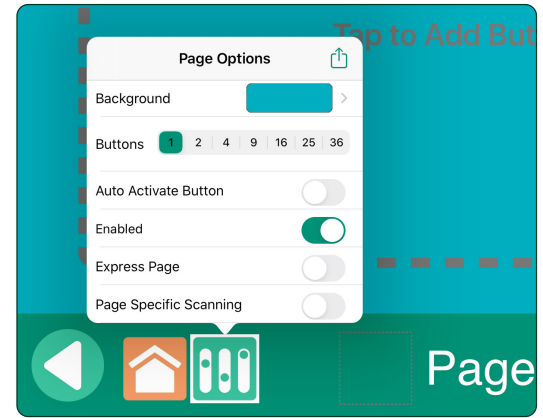 Tap to Add But
Page Options
Background
Buttons 1 2 4 9 16 25 36
Auto Activate Button
Enabled
Express Page
Page Specific Scanning
Page